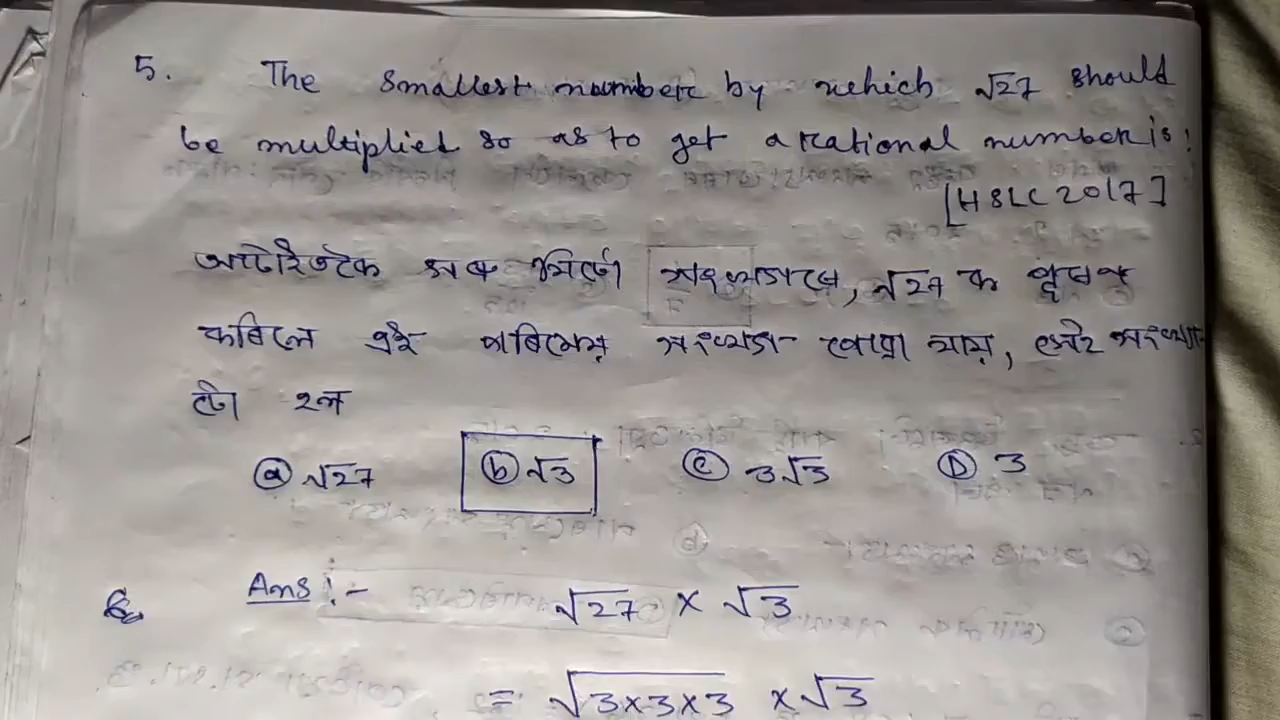 5. The smallest number by which √27 should
be multiplied so as to get a rational number is:
[HSLC 2017]
আটাইতকৈ সৰু যিটো সংখ্যাৰে, √27 ক পূৰণ
কৰিলে এই পৰিমেয় সংখ্যা পোৱা যায়, সেই সংখ্যা
টো হল
ⓐ √27 ⓑ √3 ⓒ 3√3 Ⓓ 3
Ans :- √27 × √3
= √3×3×3 × √3